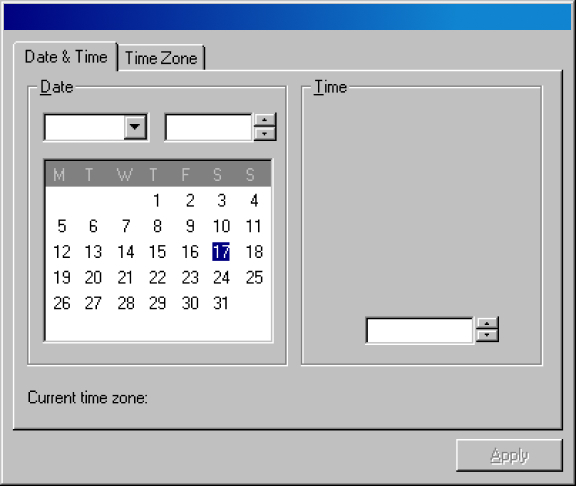 Date & Time Time Zone
Date
Time
M T W T F S S
1 2 3 4
5 6 7 8 9 10 11
12 13 14 15 16 17 18
19 20 21 22 23 24 25
26 27 28 29 30 31
Current time zone:
Apply